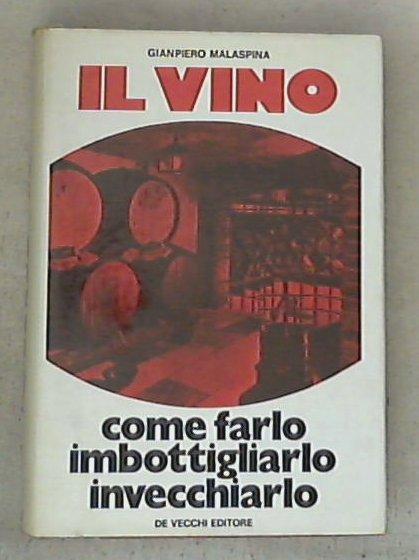 GIANPIERO MALASPINA
IL VINO
come farlo
imbottigliarlo
invecchiarlo
DE VECCHI EDITORE